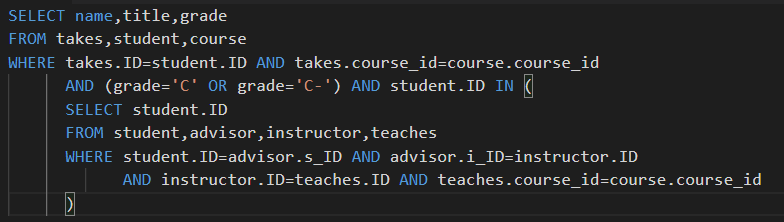 SELECT name,title,grade
FROM takes,student,course
WHERE takes.ID=student.ID AND takes.course_id=course.course_id
AND (grade='C' OR grade='C-') AND student.ID IN (
SELECT student.ID
FROM student,advisor,instructor,teaches
WHERE student.ID=advisor.s_ID AND advisor.i_ID=instructor.ID
AND instructor.ID=teaches.ID AND teaches.course_id=course.course_id
)